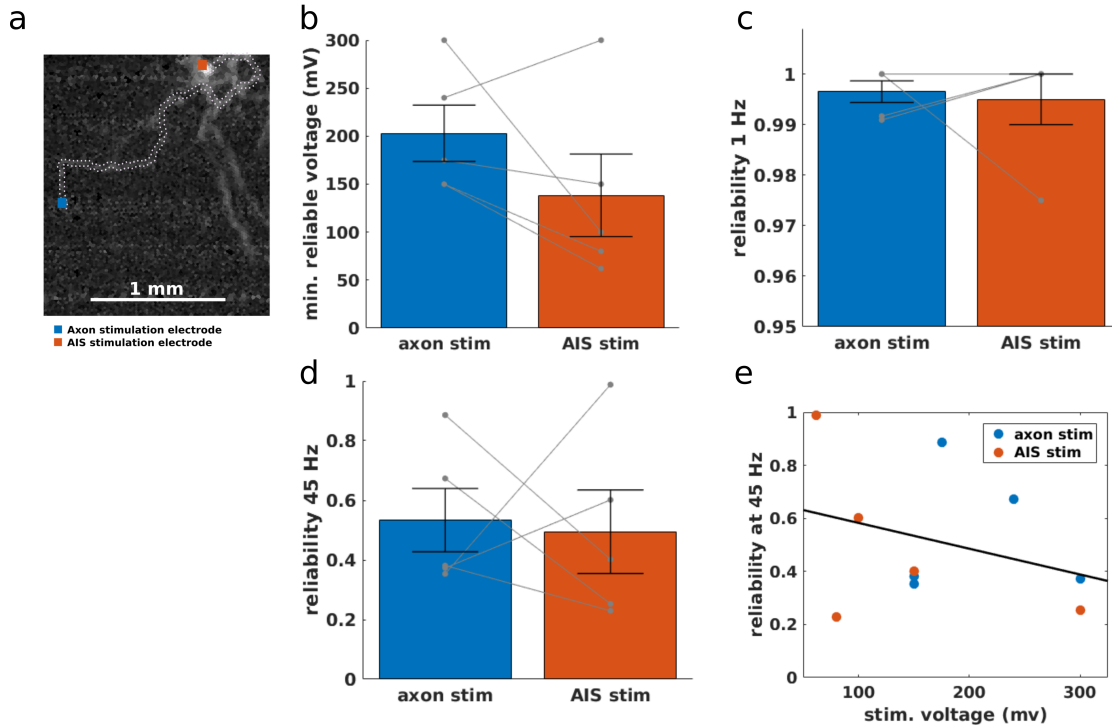 a
1 mm
Axon stimulation electrode
AIS stimulation electrode
b
min. reliable voltage (mV)
300
250
200
150
100
50
0
axon stim
AIS stim
c
reliability 1 Hz
1
0.99
0.98
0.97
0.96
0.95
axon stim
AIS stim
d
reliability 45 Hz
1
0.8
0.6
0.4
0.2
0
axon stim
AIS stim
e
reliability at 45 Hz
1
0.8
0.6
0.4
0.2
0
axon stim
AIS stim
100
200
300
stim. voltage (mv)